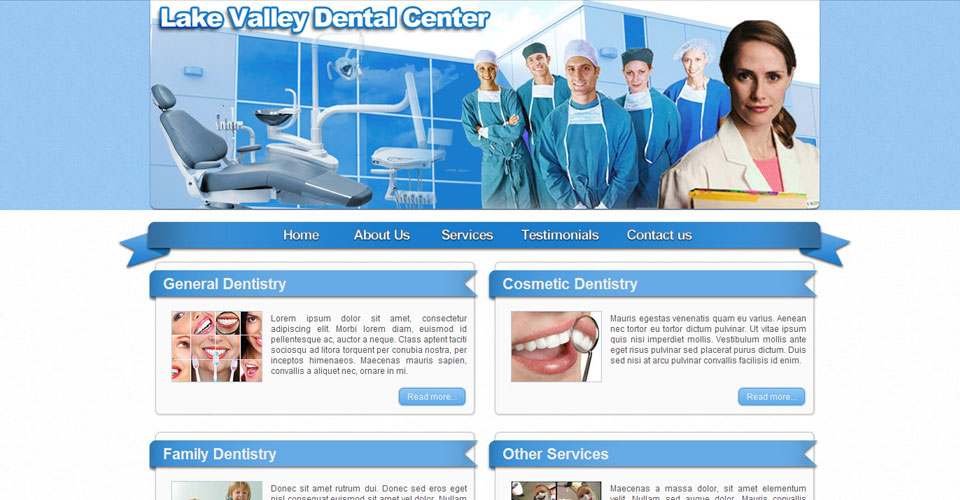 Lake Valley Dental Center
Home About Us Services Testimonials Contact us
General Dentistry
Lorem ipsum dolor sit amet, consectetur
adipiscing elit. Morbi lorem diam, euismod id
pellentesque ac, auctor a neque. Class aptent taciti
sociosqu ad litora torquent per conubia nostra, per
inceptos himenaeos. Maecenas mauris sapien,
convallis a aliquet nec, ornare in mi.
Read more...
Cosmetic Dentistry
Mauris egestas venenatis quam eu varius. Aenean
nec tortor eu tortor dictum pulvinar. Ut vitae ipsum
quis nisi imperdiet mollis. Vestibulum mollis ante
eget risus pulvinar sed placerat purus dictum. Duis
sed nisi at arcu pulvinar convallis facilisis id enim.
Read more...
Family Dentistry
Donec sit amet rutrum dui. Donec sed eros eget
nisl consequat euismod sit amet vel dolor. Nullam
Other Services
Maecenas a massa dolor, sit amet elementum
velit. Nullam sed augue dolor. Mauris convallis